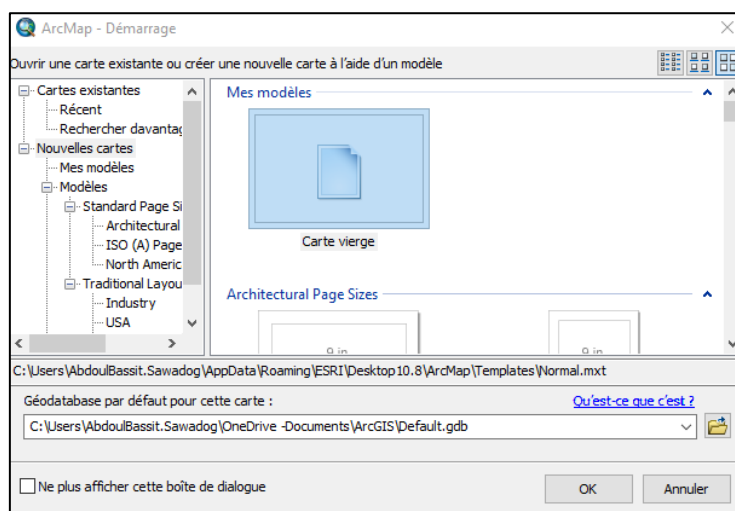 ArcMap - Démarrage
Ouvrir une carte existante ou créer une nouvelle carte à l'aide d'un modèle
Cartes existantes
Récent
Rechercher davantag
Nouvelles cartes
Mes modèles
Modèles
Standard Page Si
Architectural
ISO (A) Page
North Americ
Traditional Layou
Industry
USA
Mes modèles
Carte vierge
Architectural Page Sizes
9 in
9 in
C:\Users\AbdoulBassit.Sawadog\AppData\Roaming\ESRI\Desktop10.8\ArcMap\Templates\Normal.mxt
Géodatabase par défaut pour cette carte :
Qu'est-ce que c'est ?
C:\Users\AbdoulBassit.Sawadog\OneDrive -Documents\ArcGIS\Default.gdb
Ne plus afficher cette boîte de dialogue
OK
Annuler